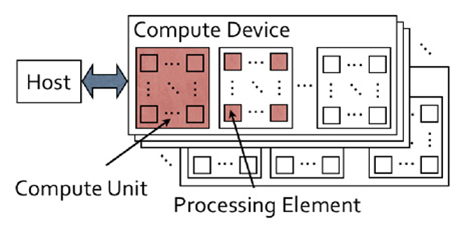 Compute Device
Host
Compute Unit
Processing Element